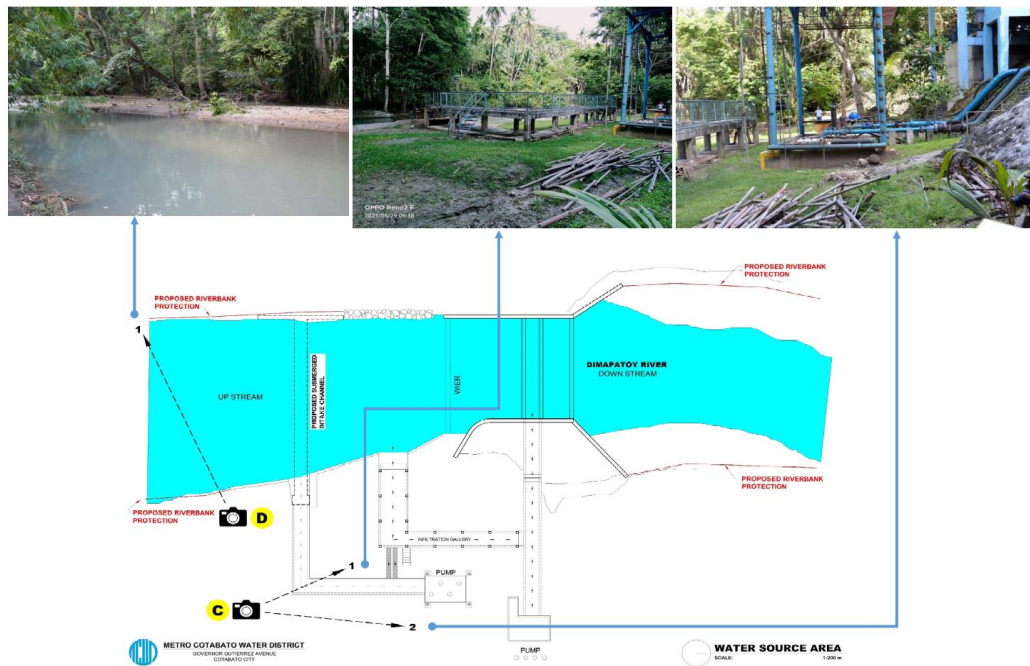 OPPO Reno2 F
2021/06/29 09:16
PROPOSED RIVERBANK
PROTECTION
PROPOSED RIVERBANK
PROTECTION
1
UP STREAM
PROPOSED SUBMERGED
INTAKE CHANNEL
WIER
DIMAPATOY RIVER
DOWN STREAM
PROPOSED RIVERBANK
PROTECTION
PROPOSED RIVERBANK
PROTECTION
D
INFILTRATION GALLERY
1
PUMP
C
2
PUMP
METRO COTABATO WATER DISTRICT
GOVERNOR GUTIERREZ AVENUE
COTABATO CITY
WATER SOURCE AREA
SCALE: 1:200 m